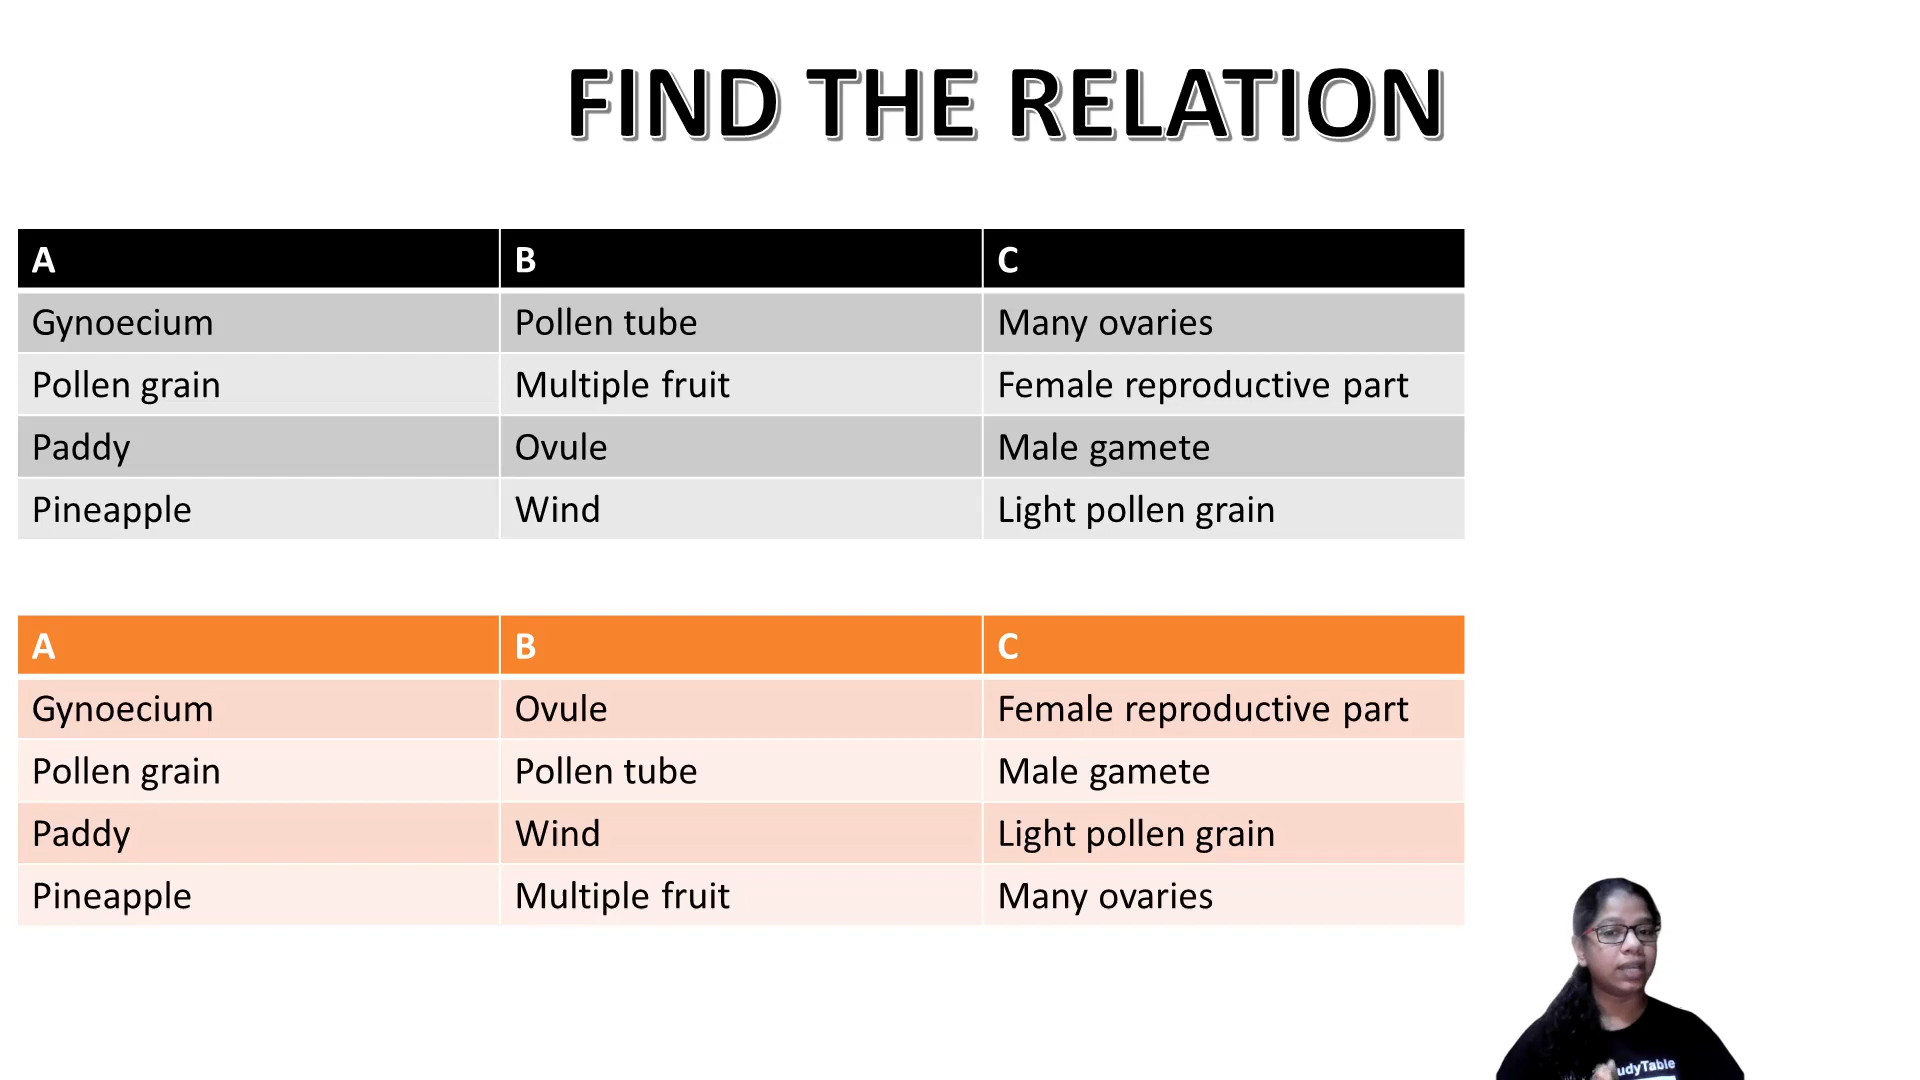 FIND THE RELATION
A B C
Gynoecium Pollen tube Many ovaries
Pollen grain Multiple fruit Female reproductive part
Paddy Ovule Male gamete
Pineapple Wind Light pollen grain
A B C
Gynoecium Ovule Female reproductive part
Pollen grain Pollen tube Male gamete
Paddy Wind Light pollen grain
Pineapple Multiple fruit Many ovaries
udyTable